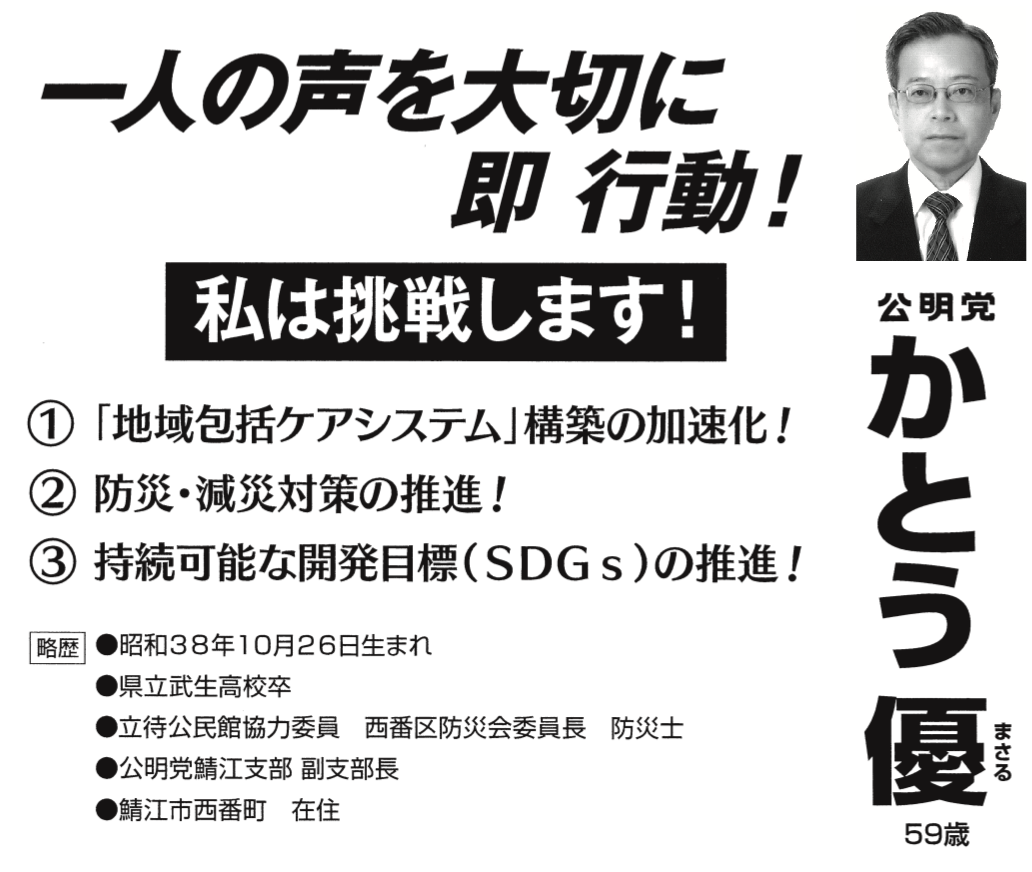 一人の声を大切に
即 行動!
私は挑戦します!
①「地域包括ケアシステム」構築の加速化!
②防災・減災対策の推進!
③持続可能な開発目標(SDGs)の推進!
略歴 ●昭和38年10月26日生まれ
●県立武生高校卒
●立待公民館協力委員 西番区防災会委員長 防災士
●公明党鯖江支部 副支部長
●鯖江市西番町 在住
公明党
かとう 優
まさる
59歳